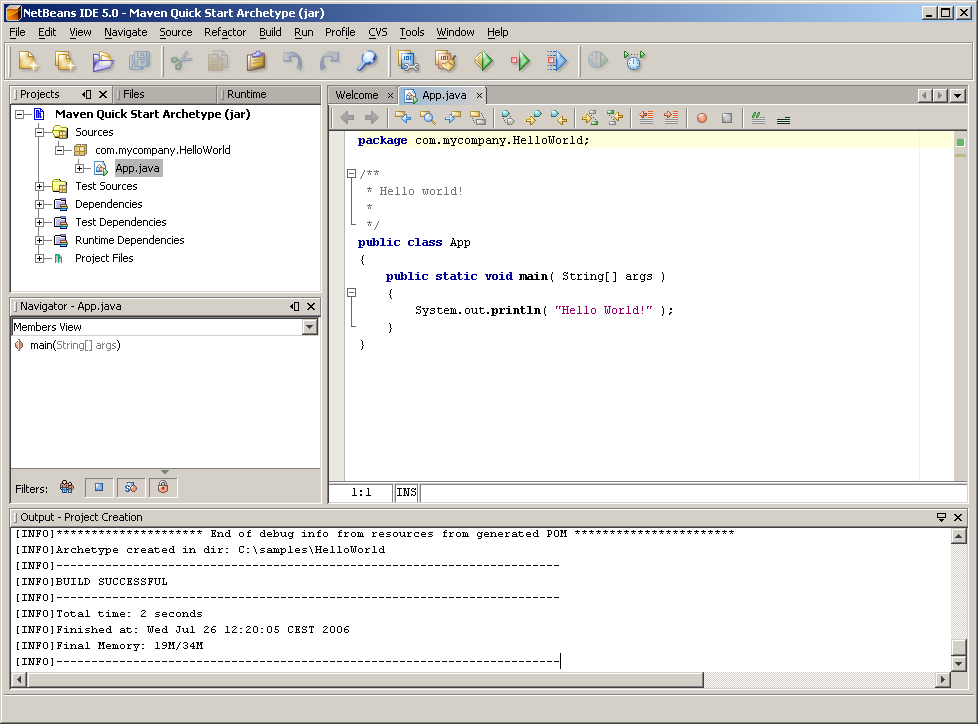 NetBeans IDE 5.0 - Maven Quick Start Archetype (jar)
File Edit View Navigate Source Refactor Build Run Profile CVS Tools Window Help
Projects Files Runtime
Maven Quick Start Archetype (jar)
Sources
com.mycompany.HelloWorld
App.java
Test Sources
Dependencies
Test Dependencies
Runtime Dependencies
Project Files
Navigator - App.java
Members View
main(String[] args)
Filters:
Welcome App.java
package com.mycompany.HelloWorld;
/**
* Hello world!
*
*/
public class App
{
public static void main( String[] args )
{
System.out.println( "Hello World!" );
}
}
1:1 INS
Output - Project Creation
[INFO]********************* End of debug info from resources from generated POM ***********************
[INFO]Archetype created in dir: C:\samples\HelloWorld
[INFO]------------------------------------------------------------------------
[INFO]BUILD SUCCESSFUL
[INFO]------------------------------------------------------------------------
[INFO]Total time: 2 seconds
[INFO]Finished at: Wed Jul 26 12:20:05 CEST 2006
[INFO]Final Memory: 19M/34M
[INFO]------------------------------------------------------------------------